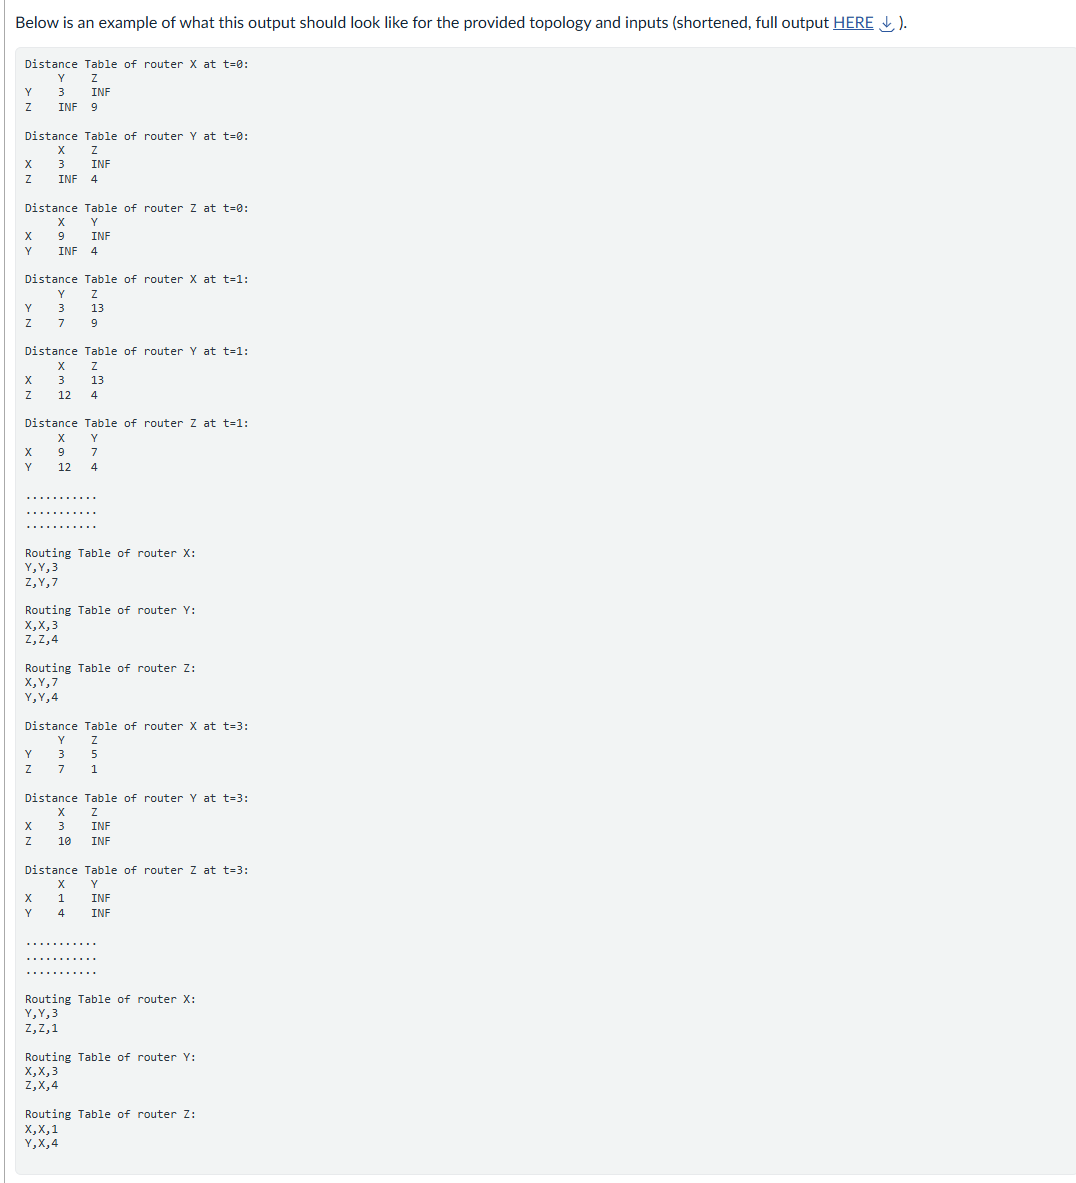 Below is an example of what this output should look like for the provided topology and inputs (shortened, full output HERE ↓ ).
Distance Table of router X at t=0:
     Y    Z
Y    3    INF
Z    INF  9
Distance Table of router Y at t=0:
     X    Z
X    3    INF
Z    INF  4
Distance Table of router Z at t=0:
     X    Y
X    9    INF
Y    INF  4
Distance Table of router X at t=1:
     Y    Z
Y    3    13
Z    7    9
Distance Table of router Y at t=1:
     X    Z
X    3    13
Z    12   4
Distance Table of router Z at t=1:
     X    Y
X    9    7
Y    12   4
...........
...........
...........
Routing Table of router X:
Y,Y,3
Z,Y,7
Routing Table of router Y:
X,X,3
Z,Z,4
Routing Table of router Z:
X,Y,7
Y,Y,4
Distance Table of router X at t=3:
     Y    Z
Y    3    5
Z    7    1
Distance Table of router Y at t=3:
     X    Z
X    3    INF
Z    10   INF
Distance Table of router Z at t=3:
     X    Y
X    1    INF
Y    4    INF
...........
...........
...........
Routing Table of router X:
Y,Y,3
Z,Z,1
Routing Table of router Y:
X,X,3
Z,X,4
Routing Table of router Z:
X,X,1
Y,X,4